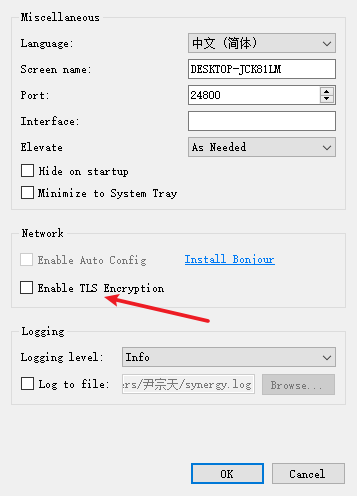 Miscellaneous
Language: 中文（简体）
Screen name: DESKTOP-JCK81LM
Port: 24800
Interface:
Elevate As Needed
Hide on startup
Minimize to System Tray
Network
Enable Auto Config Install Bonjour
Enable TLS Encryption
Logging
Logging level: Info
Log to file: ers/尹宗天/synergy.log Browse...
OK Cancel